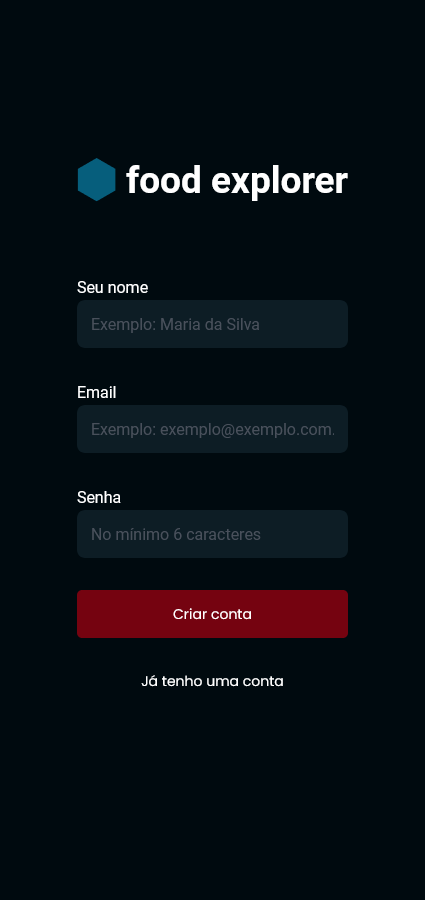 food explorer
Seu nome
Exemplo: Maria da Silva
Email
Exemplo: exemplo@exemplo.com.
Senha
No mínimo 6 caracteres
Criar conta
Já tenho uma conta